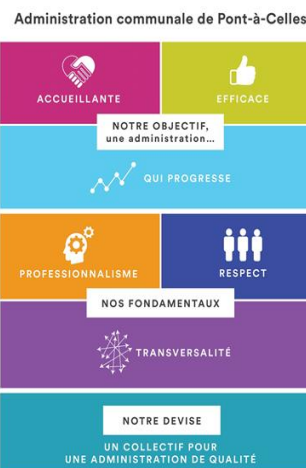 Administration communale de Pont-à-Celles
ACCUEILLANTE
EFFICACE
NOTRE OBJECTIF,
une administration...
QUI PROGRESSE
PROFESSIONNALISME
RESPECT
NOS FONDAMENTAUX
TRANSVERSALITÉ
NOTRE DEVISE
UN COLLECTIF POUR
UNE ADMINISTRATION DE QUALITÉ